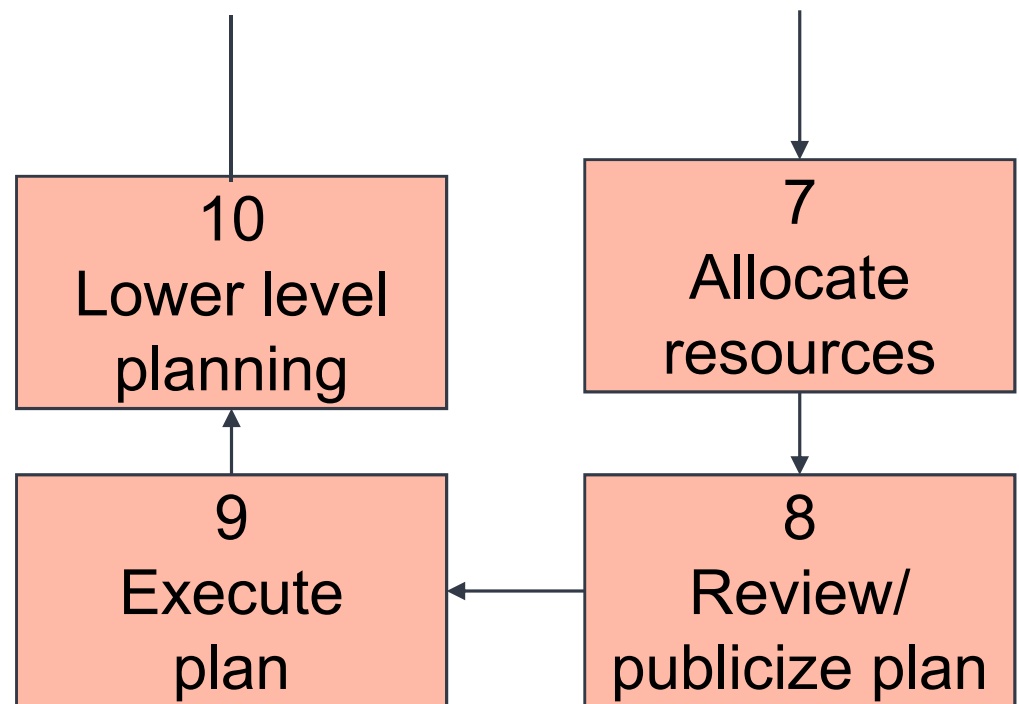 10
Lower level
planning
7
Allocate
resources
9
Execute
plan
8
Review/
publicize plan